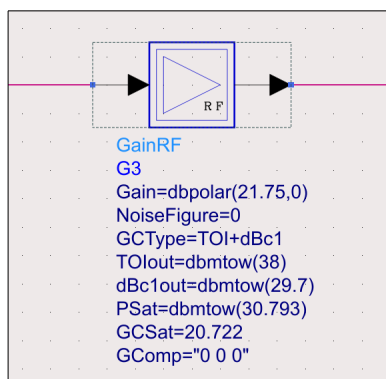 RF
GainRF
G3
Gain=dbpolar(21.75,0)
NoiseFigure=0
GCType=TOI+dBc1
TOIout=dbmtow(38)
dBc1out=dbmtow(29.7)
PSat=dbmtow(30.793)
GCSat=20.722
GComp="0 0 0"